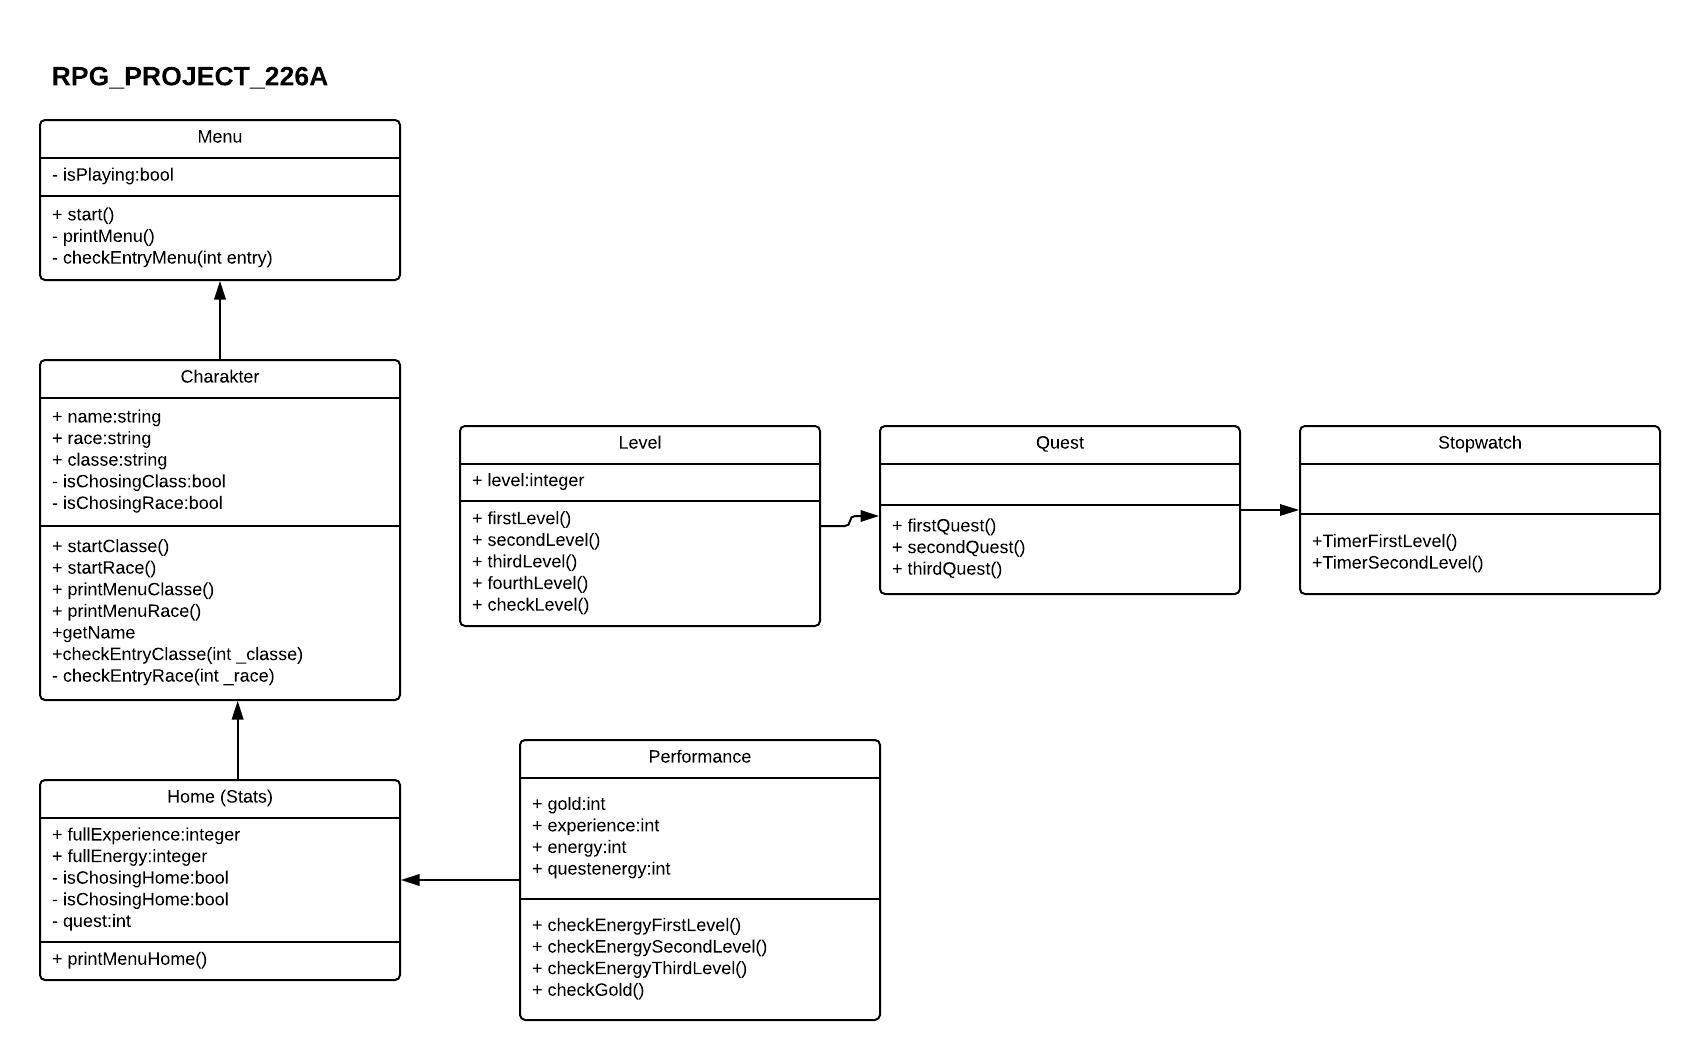 RPG_PROJECT_226A
Menu
- isPlaying:bool
+ start()
- printMenu()
- checkEntryMenu(int entry)
Charakter
+ name:string
+ race:string
+ classe:string
- isChosingClass:bool
- isChosingRace:bool
+ startClasse()
+ startRace()
+ printMenuClasse()
+ printMenuRace()
+getName
+checkEntryClasse(int _classe)
- checkEntryRace(int _race)
Level
+ level:integer
+ firstLevel()
+ secondLevel()
+ thirdLevel()
+ fourthLevel()
+ checkLevel()
Quest
+ firstQuest()
+ secondQuest()
+ thirdQuest()
Stopwatch
+TimerFirstLevel()
+TimerSecondLevel()
Home (Stats)
+ fullExperience:integer
+ fullEnergy:integer
- isChosingHome:bool
- isChosingHome:bool
- quest:int
+ printMenuHome()
Performance
+ gold:int
+ experience:int
+ energy:int
+ questenergy:int
+ checkEnergyFirstLevel()
+ checkEnergySecondLevel()
+ checkEnergyThirdLevel()
+ checkGold()